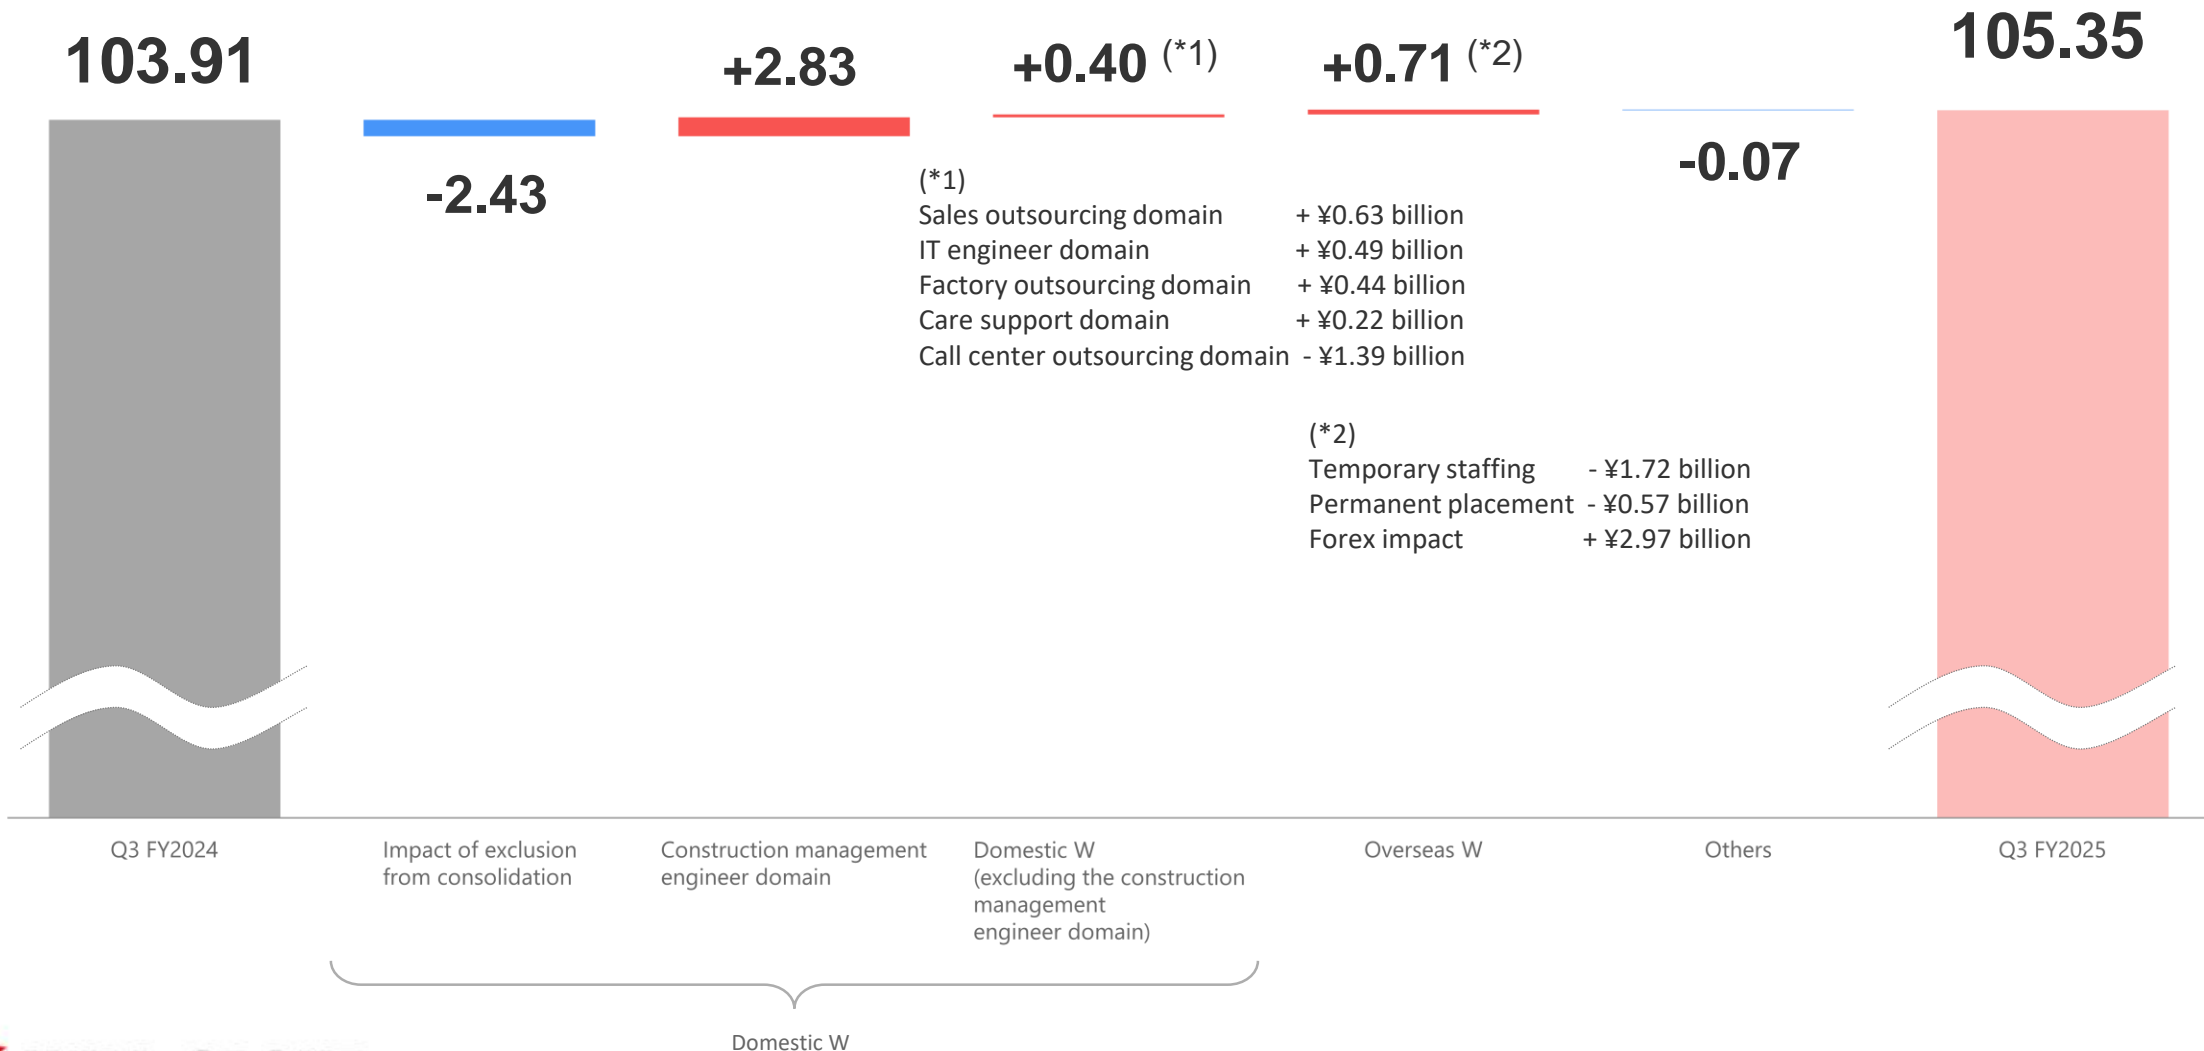 103.91
-2.43
+2.83
+0.40 (*1)
+0.71 (*2)
-0.07
105.35
(*1)
Sales outsourcing domain + ¥0.63 billion
IT engineer domain + ¥0.49 billion
Factory outsourcing domain + ¥0.44 billion
Care support domain + ¥0.22 billion
Call center outsourcing domain - ¥1.39 billion
(*2)
Temporary staffing - ¥1.72 billion
Permanent placement - ¥0.57 billion
Forex impact + ¥2.97 billion
Q3 FY2024
Impact of exclusion
from consolidation
Construction management
engineer domain
Domestic W
(excluding the construction
management
engineer domain)
Overseas W
Others
Q3 FY2025
Domestic W